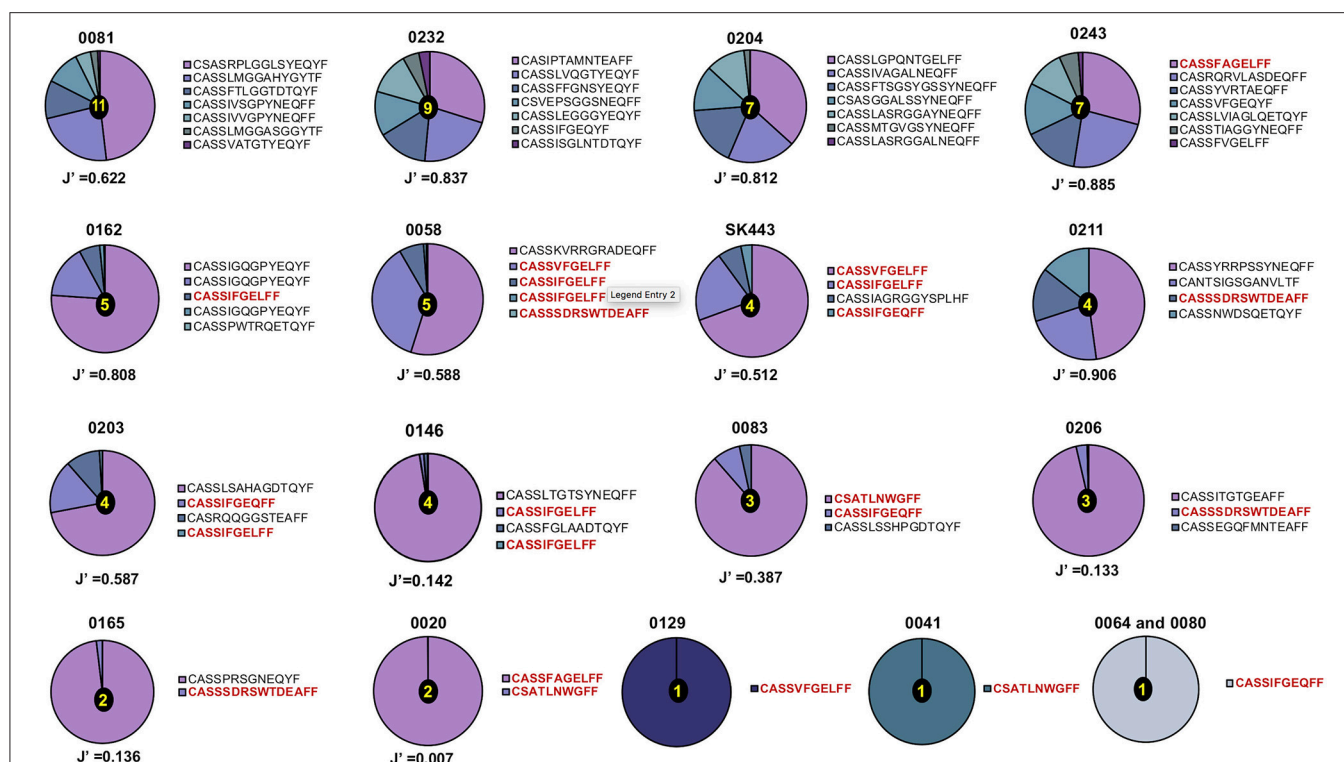 0081
11
CSASRPLGGLSYEQYF
CASSLMGGAHYGYTF
CASSFTLGGTDTQYF
CASSIVSGPYNEQFF
CASSIVVGPYNEQFF
CASSLMGGASGGYTF
CASSVATGTYEQYF
J' =0.622
0232
9
CASIPTAMNTEAFF
CASSLVQGTYEQYF
CASSFFGNSYEQYF
CSVEPSGGSNEQFF
CASSLEGGGYEQYF
CASSIFGEQYF
CASSISGLNTDTQYF
J' =0.837
0204
7
CASSLGPQNTGELFF
CASSIVAGALNEQFF
CASSFTSGSYGSSYNEQFF
CSASGGALSSYNEQFF
CASSLASRGGAYNEQFF
CASSMTGVGSYNEQFF
CASSLASRGGALNEQFF
J' =0.812
0243
7
CASSFAGELFF
CASRQRVLASDEQFF
CASSYVRTAEQFF
CASSVFGEQYF
CASSLVIAGLQETQYF
CASSTIAGGYNEQFF
CASSFVGELFF
J' =0.885
0162
5
CASSIGQGPYEQYF
CASSIGQGPYEQYF
CASSIFGELFF
CASSIGQGPYEQYF
CASSPWTRQETQYF
J' =0.808
0058
5
CASSKVRRGRADEQFF
CASSVFGELFF
CASSIFGELFF
CASSIFGELFF
CASSSDRSWTDEAFF
Legend Entry 2
J' =0.588
SK443
4
CASSVFGELFF
CASSIFGELFF
CASSIAGRGGYSPLHF
CASSIFGEQFF
J' =0.512
0211
4
CASSYRRPSSYNEQFF
CANTSIGSGANVLTF
CASSSDRSWTDEAFF
CASSNWDSQETQYF
J' =0.906
0203
4
CASSLSAHAGDTQYF
CASSIFGEQFF
CASRQQGGSTEAFF
CASSIFGELFF
J' =0.587
0146
4
CASSLTGTSYNEQFF
CASSIFGELFF
CASSFGLAADTQYF
CASSIFGELFF
J'=0.142
0083
3
CSATLNWGFF
CASSIFGEQFF
CASSLSSHPGDTQYF
J' =0.387
0206
3
CASSITGTGEAFF
CASSSDRSWTDEAFF
CASSEGQFMNTEAFF
J' =0.133
0165
2
CASSPRSGNEQYF
CASSSDRSWTDEAFF
J' =0.136
0020
2
CASSFAGELFF
CSATLNWGFF
J' =0.007
0129
1
CASSVFGELFF
0041
1
CSATLNWGFF
0064 and 0080
1
CASSIFGEQFF